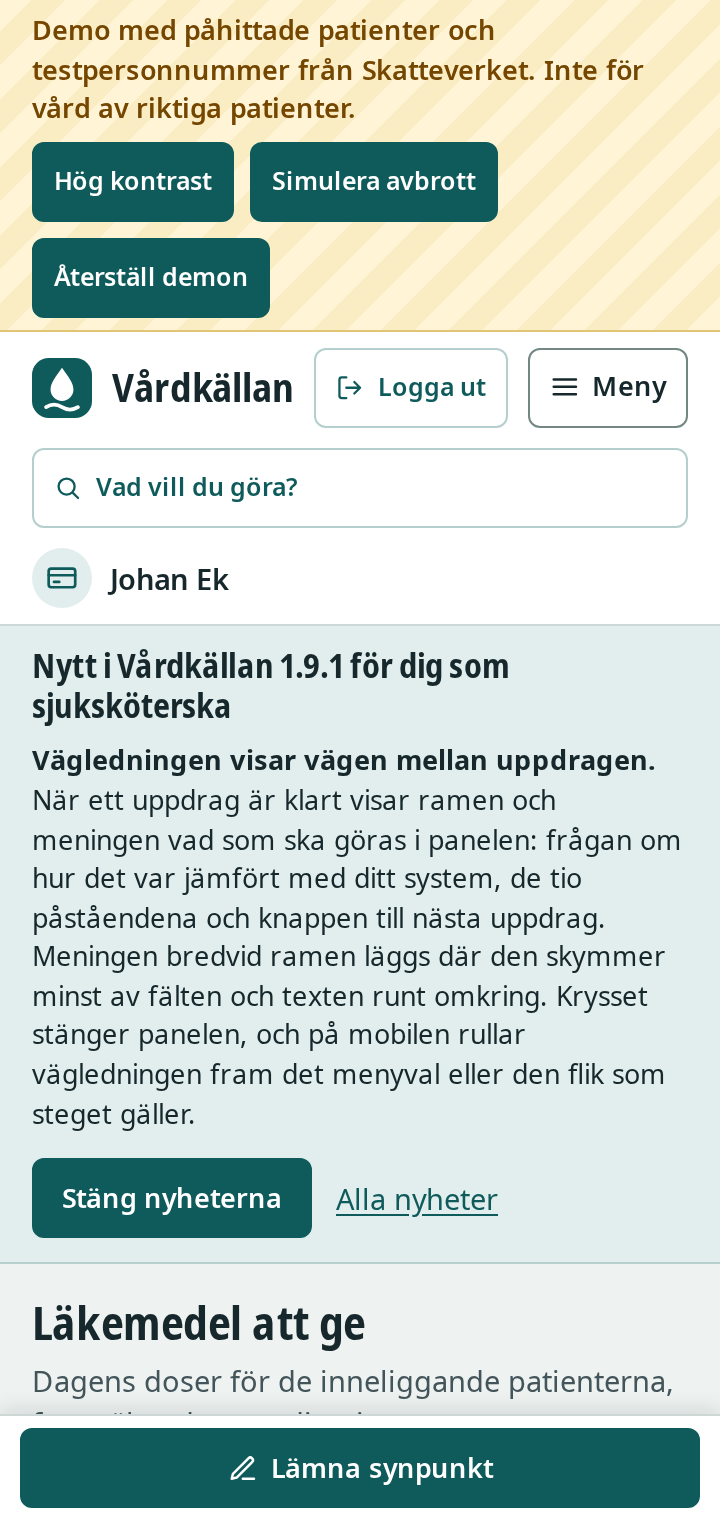 Demo med påhittade patienter och
testpersonnummer från Skatteverket. Inte för
vård av riktiga patienter.
Hög kontrast
Simulera avbrott
Återställ demon
Vårdkällan
Logga ut
Meny
Vad vill du göra?
Johan Ek
Nytt i Vårdkällan 1.9.1 för dig som
sjuksköterska
Vägledningen visar vägen mellan uppdragen.
När ett uppdrag är klart visar ramen och
meningen vad som ska göras i panelen: frågan om
hur det var jämfört med ditt system, de tio
påståendena och knappen till nästa uppdrag.
Meningen bredvid ramen läggs där den skymmer
minst av fälten och texten runt omkring. Krysset
stänger panelen, och på mobilen rullar
vägledningen fram det menyval eller den flik som
steget gäller.
Stäng nyheterna
Alla nyheter
Läkemedel att ge
Dagens doser för de inneliggande patienterna,
Lämna synpunkt